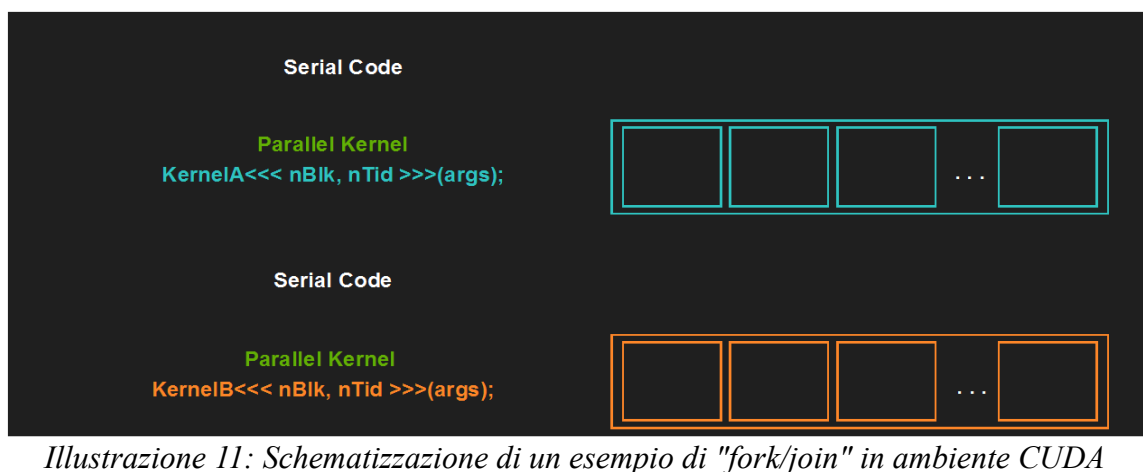 Serial Code
Parallel Kernel
KernelA<<< nBlk, nTid >>>(args);
. . .
Serial Code
Parallel Kernel
KernelB<<< nBlk, nTid >>>(args);
. . .
Illustrazione 11: Schematizzazione di un esempio di "fork/join" in ambiente CUDA